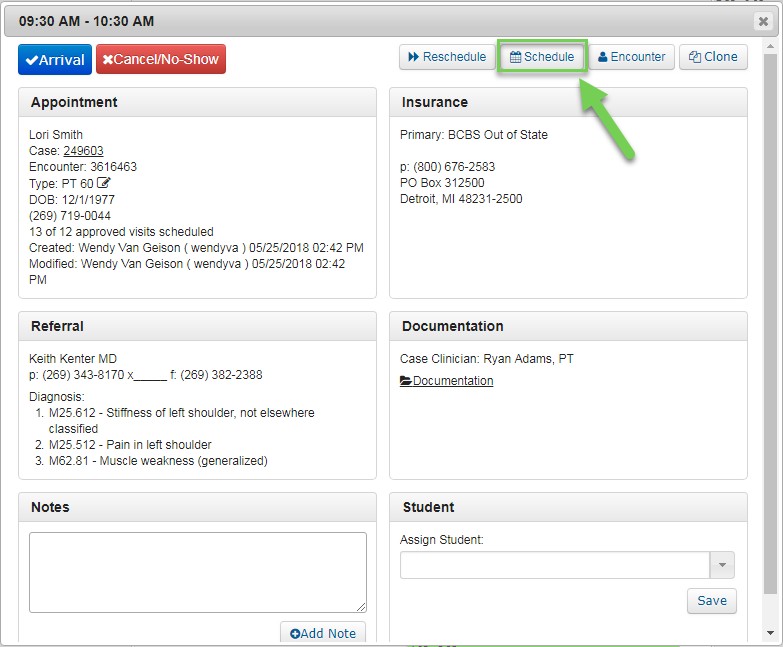 09:30 AM - 10:30 AM
Arrival
Cancel/No-Show
Reschedule
Schedule
Encounter
Clone
Appointment
Lori Smith
Case: 249603
Encounter: 3616463
Type: PT 60
DOB: 12/1/1977
(269) 719-0044
13 of 12 approved visits scheduled
Created: Wendy Van Geison ( wendyva ) 05/25/2018 02:42 PM
Modified: Wendy Van Geison ( wendyva ) 05/25/2018 02:42
PM
Insurance
Primary: BCBS Out of State
p: (800) 676-2583
PO Box 312500
Detroit, MI 48231-2500
Referral
Keith Kenter MD
p: (269) 343-8170 x_____ f: (269) 382-2388
Diagnosis:
1. M25.612 - Stiffness of left shoulder, not elsewhere
classified
2. M25.512 - Pain in left shoulder
3. M62.81 - Muscle weakness (generalized)
Documentation
Case Clinician: Ryan Adams, PT
Documentation
Notes
Add Note
Student
Assign Student:
Save